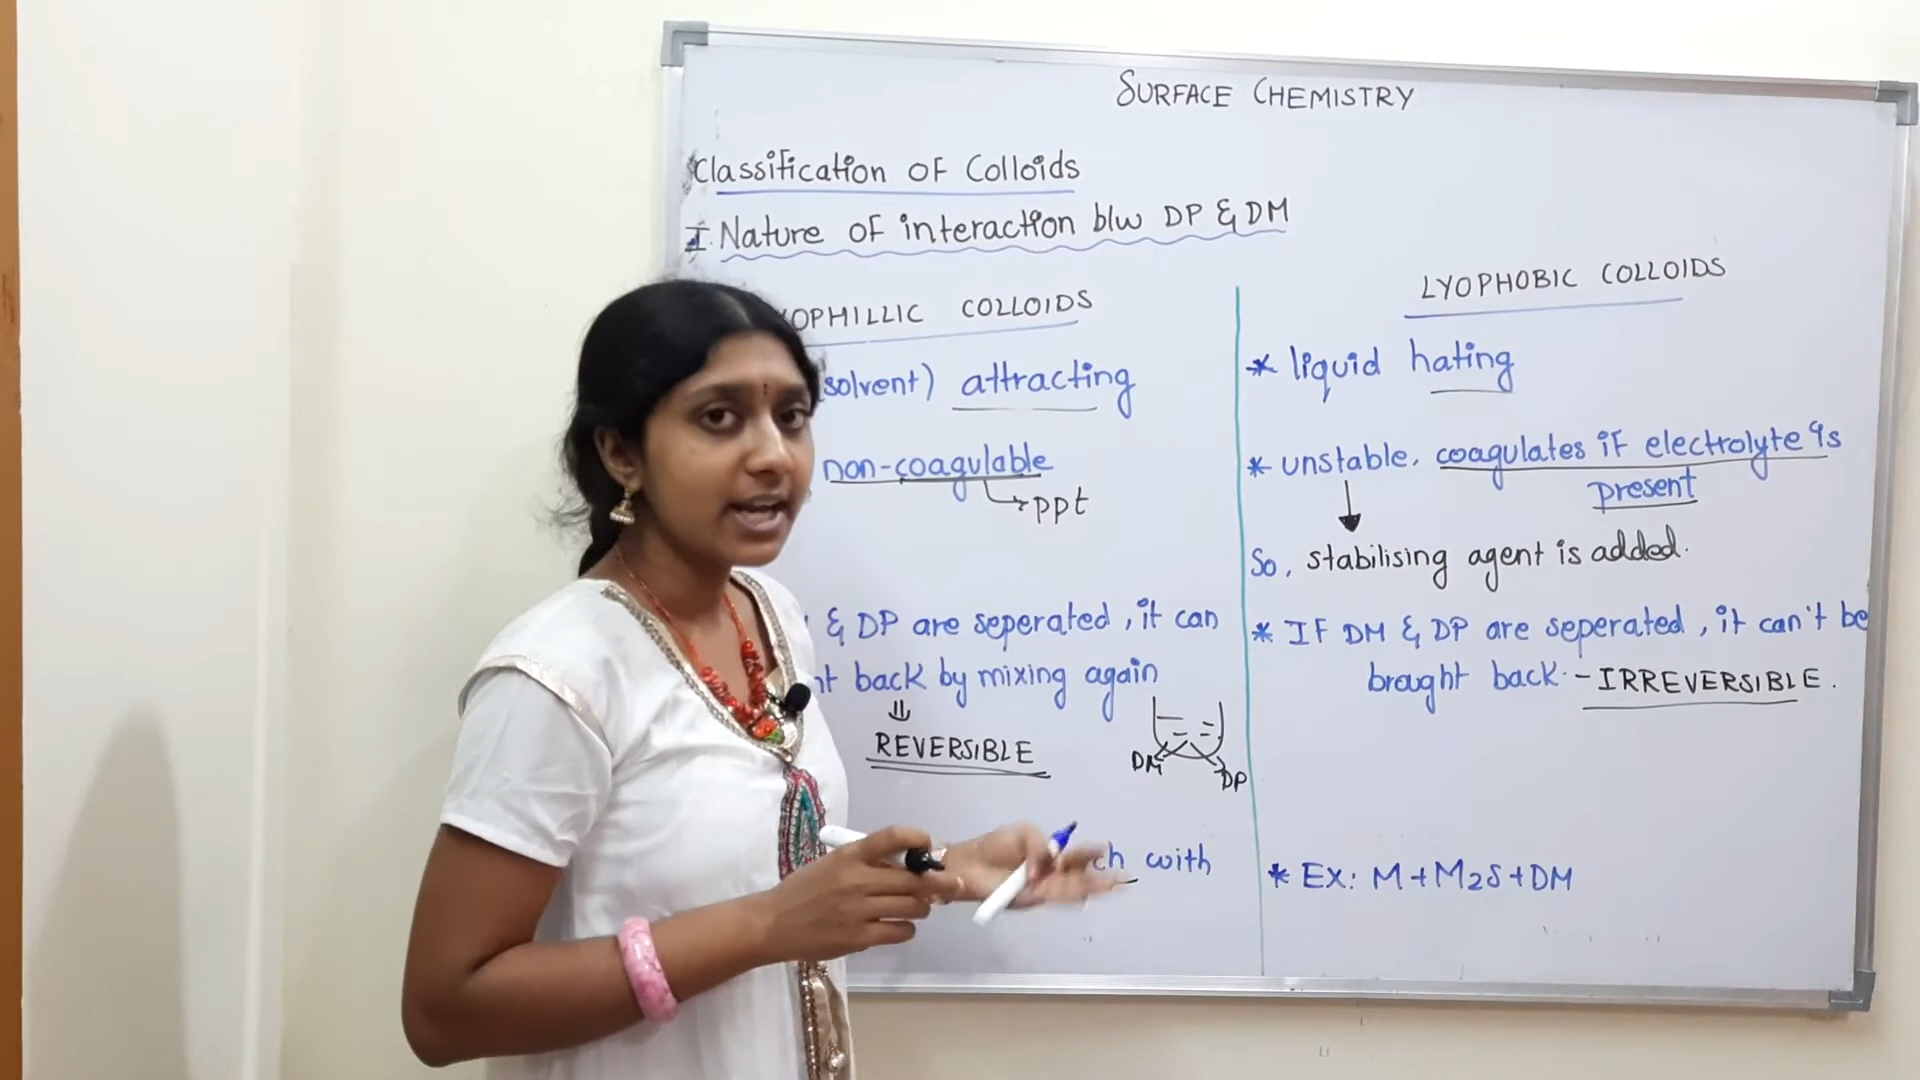 SURFACE CHEMISTRY
Classification OF Colloids
I. Nature of interaction b/w DP & DM
OPHILLIC COLLOIDS
(solvent) attracting
non-coagulable
ppt
& DP are seperated, it can
back by mixing again
REVERSIBLE
DM
DP
with
LYOPHOBIC COLLOIDS
* liquid hating
* unstable. coagulates if electrolyte is
present
So, stabilising agent is added.
* IF DM & DP are seperated, it can't be
brought back. - IRREVERSIBLE.
* Ex: M + M2S + DM